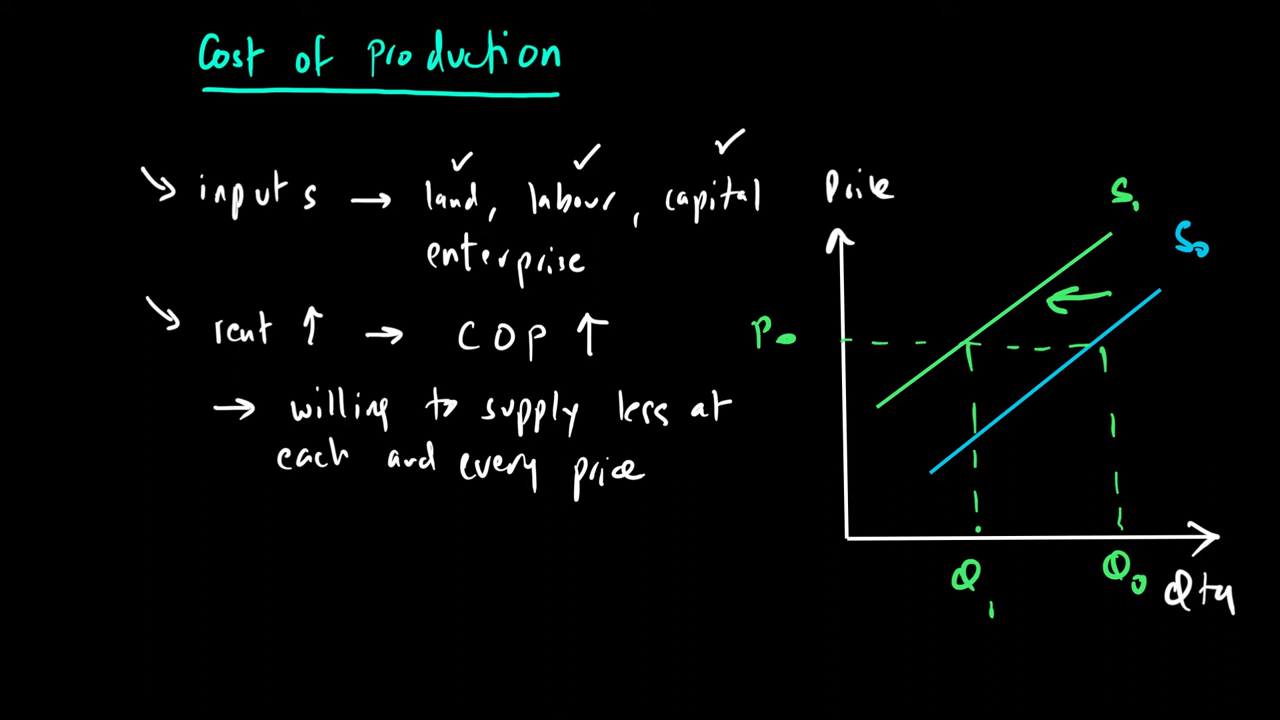 Cost of production
inputs → land, labour, capital
enterprise
rent ↑ → COP ↑
→ willing to supply less at
each and every price
Price
S₁
S₀
P₀
Q₁
Q₀
Qty